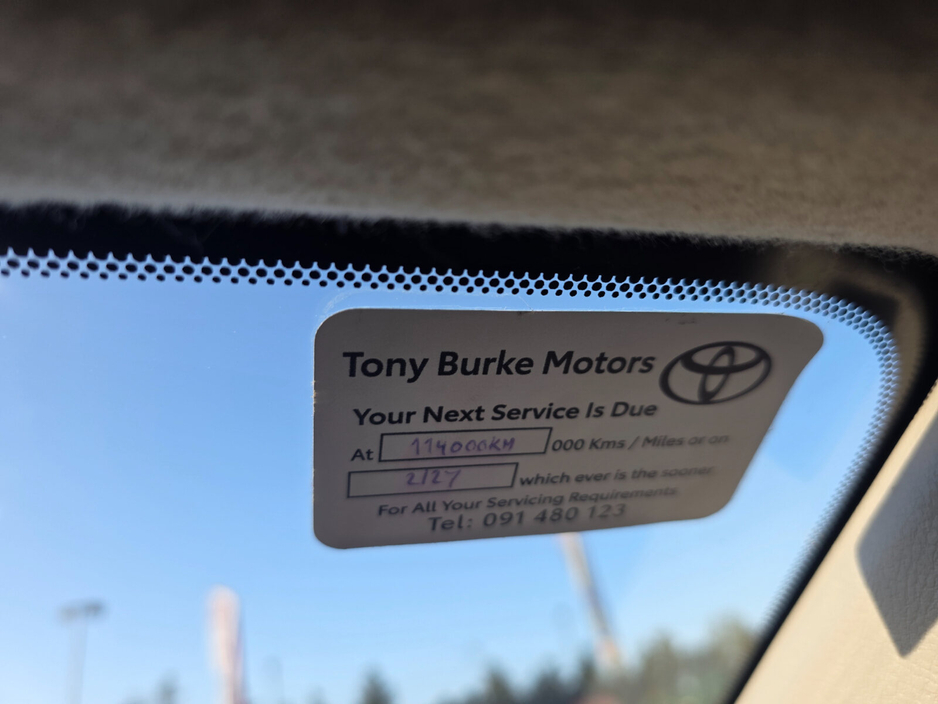 Tony Burke Motors
Your Next Service Is Due
At 114000KM 000 Kms / Miles or on
2/27 which ever is the sooner
For All Your Servicing Requirements
Tel: 091 480 123